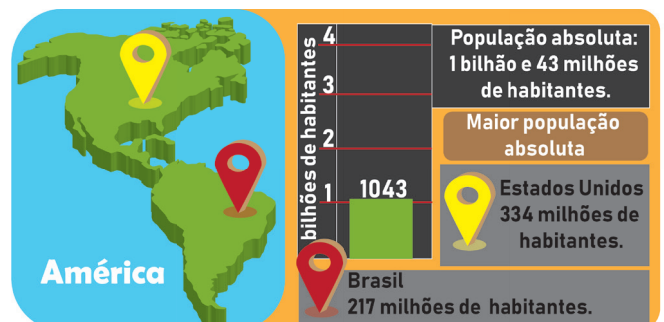 América
bilhões de habitantes
4
3
2
1
1043
População absoluta:
1 bilhão e 43 milhões
de habitantes.
Maior população
absoluta
Estados Unidos
334 milhões de
habitantes.
Brasil
217 milhões de habitantes.